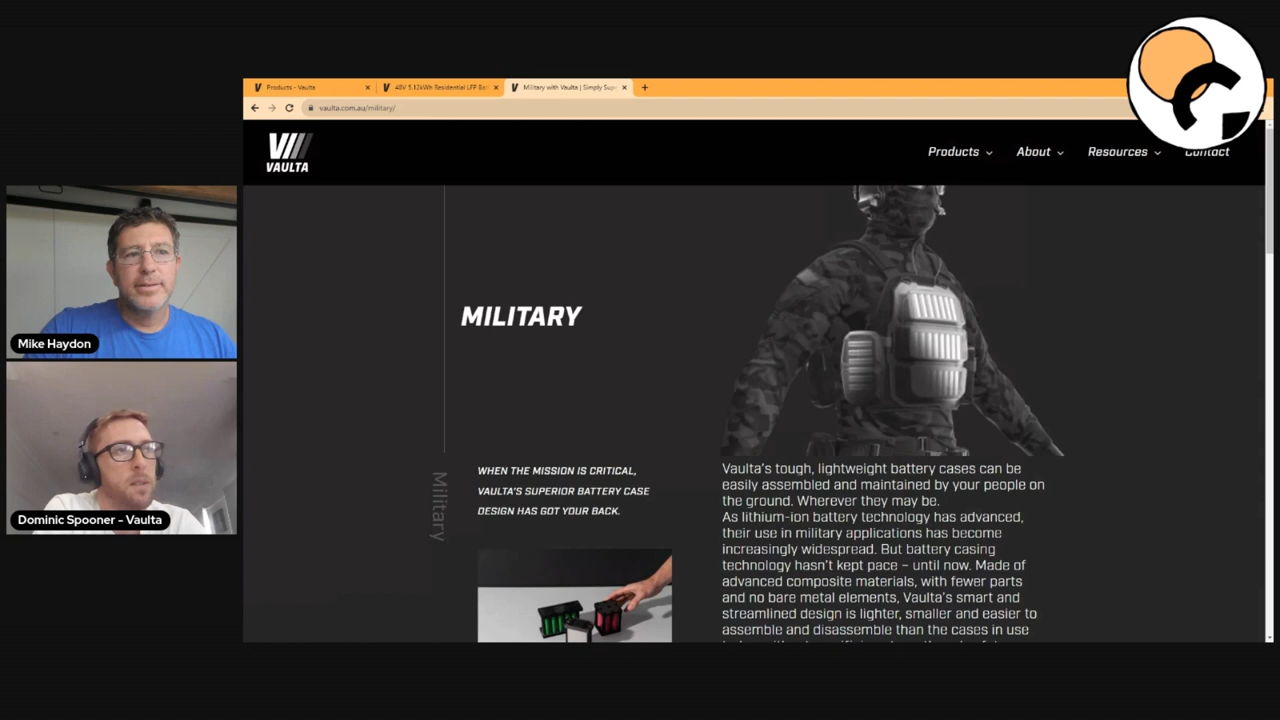 Products - Vaulta
48V 5.12kWh Residential LFP Bat
Military with Vaulta | Simply Supe
vaulta.com.au/military/
VAULTA
Products
About
Resources
Contact
Mike Haydon
Dominic Spooner - Vaulta
MILITARY
Military
WHEN THE MISSION IS CRITICAL,
VAULTA'S SUPERIOR BATTERY CASE
DESIGN HAS GOT YOUR BACK.
Vaulta's tough, lightweight battery cases can be
easily assembled and maintained by your people on
the ground. Wherever they may be.
As lithium-ion battery technology has advanced,
their use in military applications has become
increasingly widespread. But battery casing
technology hasn't kept pace – until now. Made of
advanced composite materials, with fewer parts
and no bare metal elements, Vaulta's smart and
streamlined design is lighter, smaller and easier to
assemble and disassemble than the cases in use